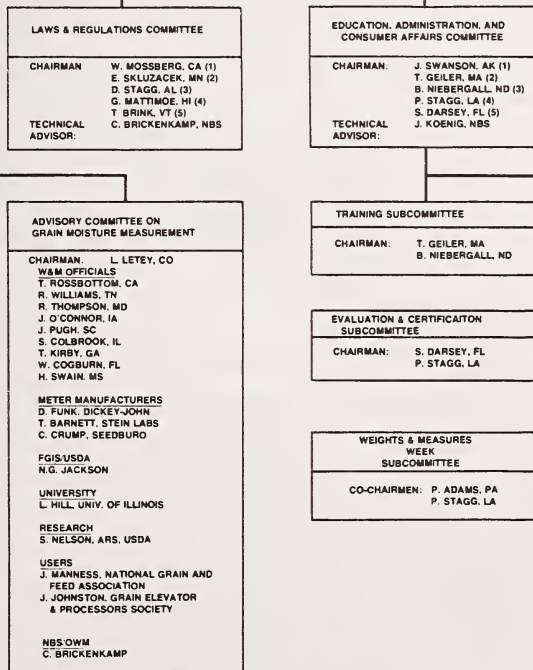 LAWS & REGULATIONS COMMITTEE
CHAIRMAN W. MOSSBERG, CA (1)
E. SKLUZACEK, MN (2)
D. STAGG, AL (3)
G. MATTIMOE, HI (4)
T. BRINK, VT (5)
TECHNICAL C. BRICKENKAMP, NBS
ADVISOR:
EDUCATION, ADMINISTRATION, AND
CONSUMER AFFAIRS COMMITTEE
CHAIRMAN: J. SWANSON, AK (1)
T. GEILER, MA (2)
B. NIEBERGALL, ND (3)
P. STAGG, LA (4)
S. DARSEY, FL (5)
TECHNICAL J. KOENIG, NBS
ADVISOR:
ADVISORY COMMITTEE ON
GRAIN MOISTURE MEASUREMENT
CHAIRMAN: L. LETEY, CO
W&M OFFICIALS
T. ROSSBOTTOM, CA
R. WILLIAMS, TN
R. THOMPSON, MD
J. O'CONNOR, IA
J. PUGH, SC
S. COLBROOK, IL
T. KIRBY, GA
W. COGBURN, FL
H. SWAIN, MS
METER MANUFACTURERS
D. FUNK, DICKEY-JOHN
T. BARNETT, STEIN LABS
C. CRUMP, SEEDBURO
FGIS/USDA
N.G. JACKSON
UNIVERSITY
L. HILL, UNIV. OF ILLINOIS
RESEARCH
S. NELSON, ARS, USDA
USERS
J. MANNESS, NATIONAL GRAIN AND
FEED ASSOCIATION
J. JOHNSTON, GRAIN ELEVATOR
& PROCESSORS SOCIETY
NBS/OWM
C. BRICKENKAMP
TRAINING SUBCOMMITTEE
CHAIRMAN: T. GEILER, MA
B. NIEBERGALL, ND
EVALUATION & CERTIFICAITON
SUBCOMMITTEE
CHAIRMAN: S. DARSEY, FL
P. STAGG, LA
WEIGHTS & MEASURES
WEEK
SUBCOMMITTEE
CO-CHAIRMEN: P. ADAMS, PA
P. STAGG, LA